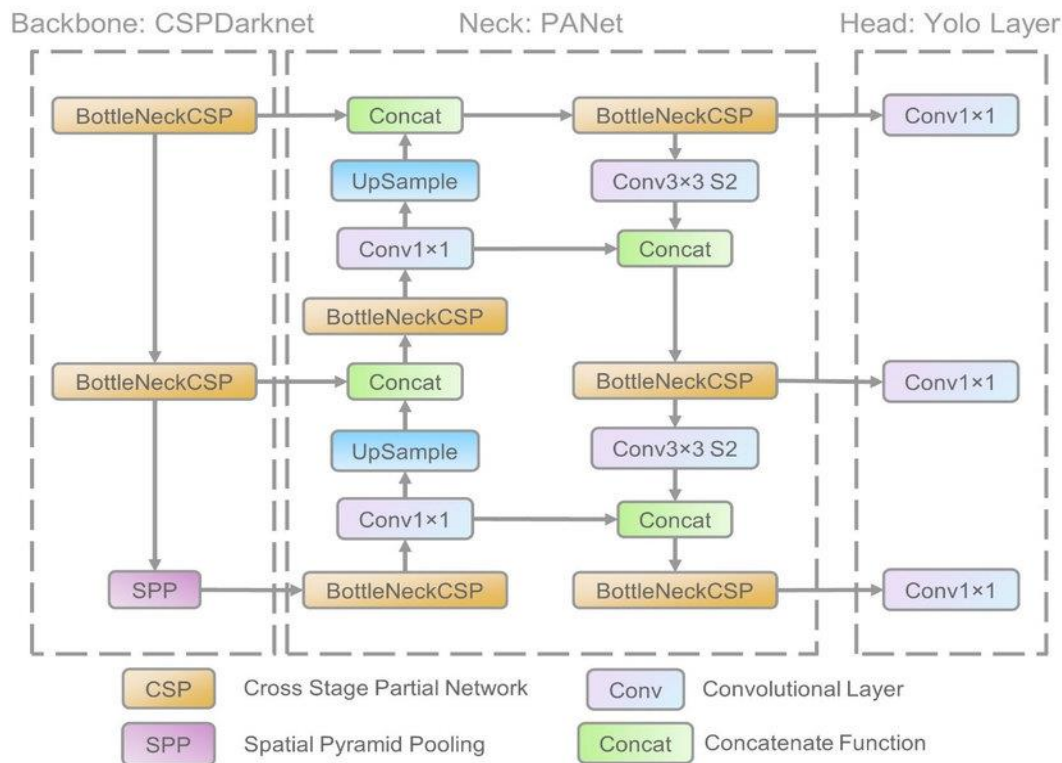 Backbone: CSPDarknet
Neck: PANet
Head: Yolo Layer
BottleNeckCSP
Concat
BottleNeckCSP
Conv1×1
UpSample
Conv3×3 S2
Conv1×1
Concat
BottleNeckCSP
BottleNeckCSP
Concat
BottleNeckCSP
Conv1×1
UpSample
Conv3×3 S2
Conv1×1
Concat
SPP
BottleNeckCSP
BottleNeckCSP
Conv1×1
CSP
Cross Stage Partial Network
Conv
Convolutional Layer
SPP
Spatial Pyramid Pooling
Concat
Concatenate Function